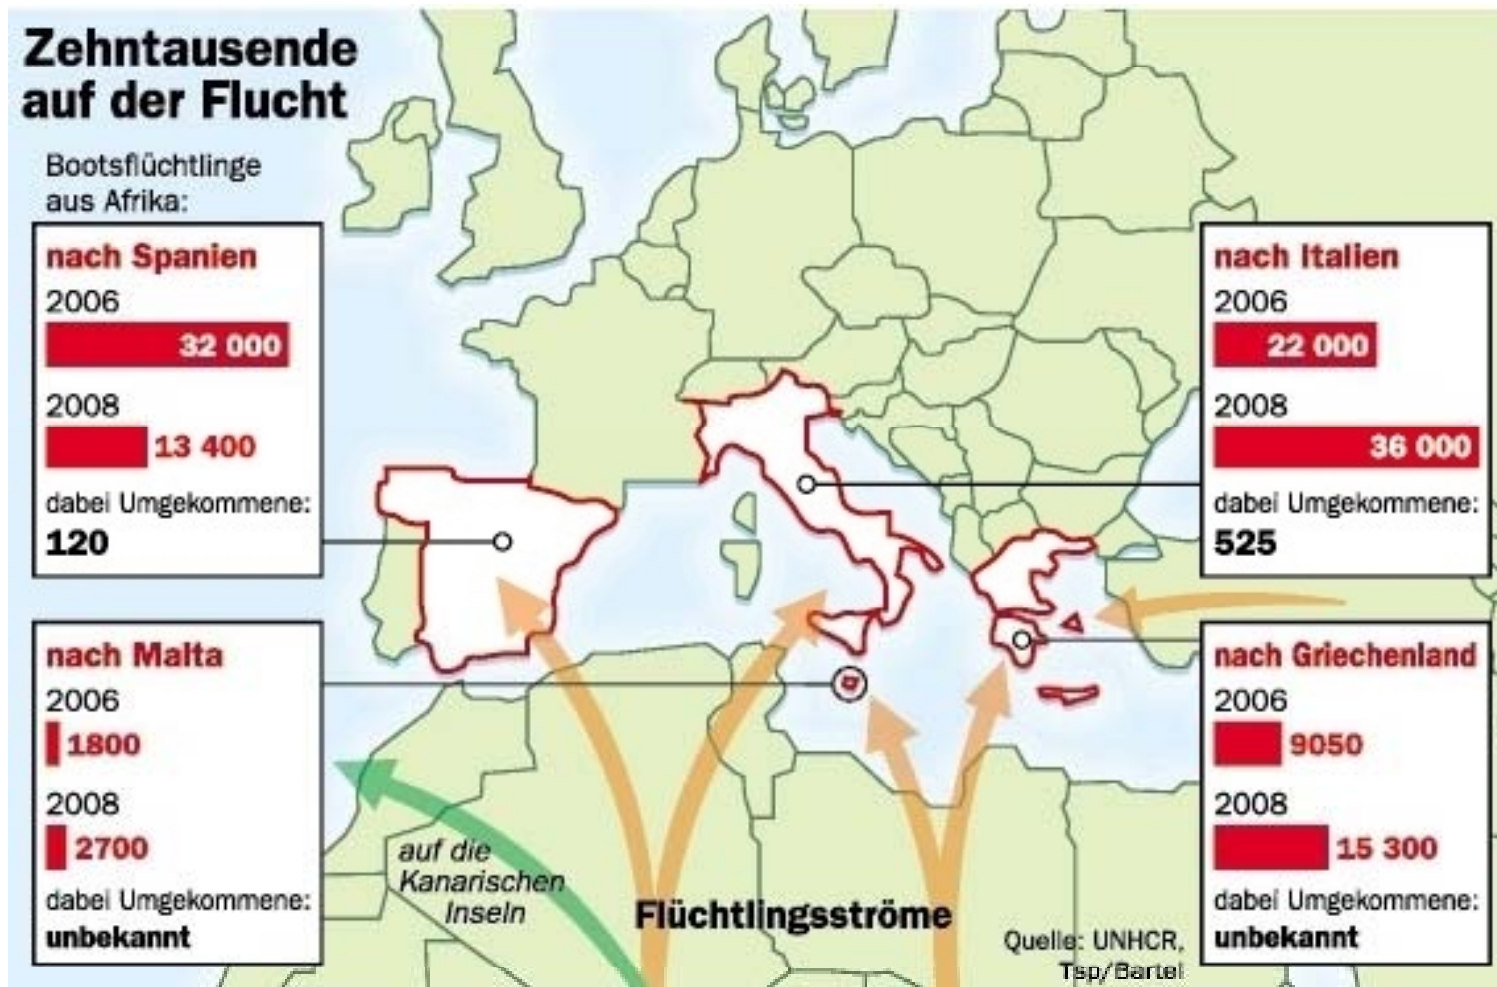 Zehntausende
auf der Flucht
Bootsflüchtlinge
aus Afrika:
nach Spanien
2006
32 000
2008
13 400
dabei Umgekommene:
120
nach Malta
2006
1800
2008
2700
dabei Umgekommene:
unbekannt
nach Italien
2006
22 000
2008
36 000
dabei Umgekommene:
525
nach Griechenland
2006
9050
2008
15 300
dabei Umgekommene:
unbekannt
auf die
Kanarischen
Inseln
Flüchtlingsströme
Quelle: UNHCR,
Tsp/Bartel